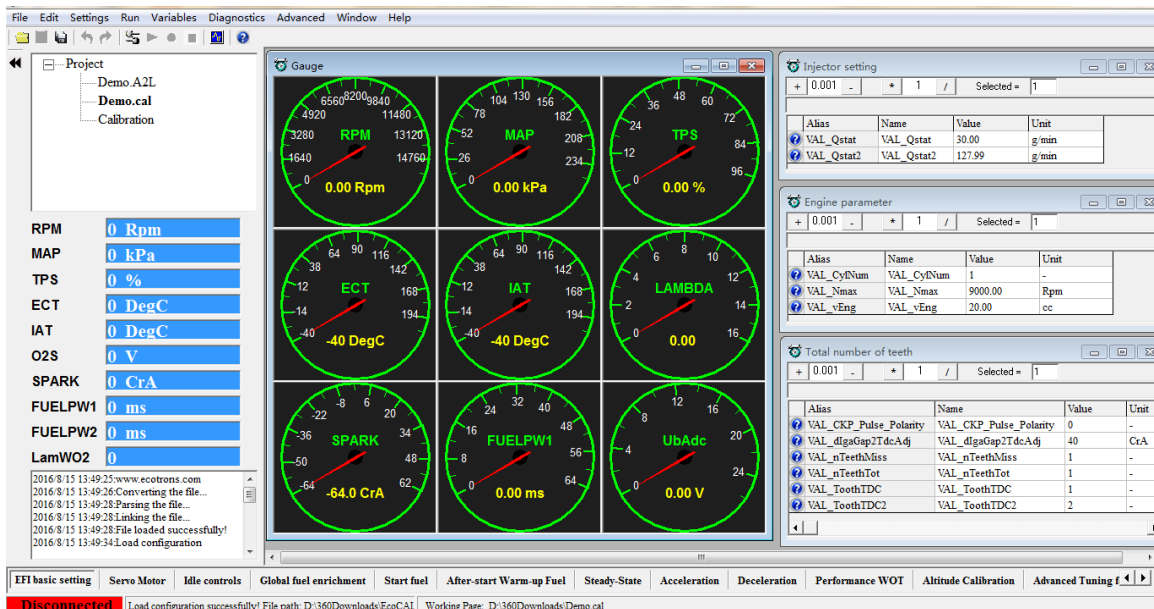 File Edit Settings Run Variables Diagnostics Advanced Window Help
Project
Demo.A2L
Demo.cal
Calibration
RPM 0 Rpm
MAP 0 kPa
TPS 0 %
ECT 0 DegC
IAT 0 DegC
O2S 0 V
SPARK 0 CrA
FUELPW1 0 ms
FUELPW2 0 ms
LamWO2 0
2016/8/15 13:49:25:www.ecotrons.com
2016/8/15 13:49:26:Converting the file...
2016/8/15 13:49:28:Parsing the file...
2016/8/15 13:49:28:Linking the file...
2016/8/15 13:49:28:File loaded successfully!
2016/8/15 13:49:34:Load configuration
Gauge
0 1640 3280 4920 6560 8200 9840 11480 13120 14760
RPM
0.00 Rpm
0 26 52 78 104 130 156 182 208 234
MAP
0.00 kPa
0 12 24 36 48 60 72 84 96
TPS
0.00 %
-40 -14 12 38 64 90 116 142 168 194
ECT
-40 DegC
-40 -14 12 38 64 90 116 142 168 194
IAT
-40 DegC
0 2 4 6 8 10 12 14 16
LAMBDA
0.00
-64 -50 -36 -22 -8 6 20 34 48 62
SPARK
-64.0 CrA
0 8 16 24 32 40 48 56 64
FUELPW1
0.00 ms
0 4 8 12 16 20 24
UbAdc
0.00 V
Injector setting
+ 0.001 - * 1 / Selected = 1
Alias Name Value Unit
VAL_Qstat VAL_Qstat 30.00 g/min
VAL_Qstat2 VAL_Qstat2 127.99 g/min
Engine parameter
+ 0.001 - * 1 / Selected = 1
Alias Name Value Unit
VAL_CylNum VAL_CylNum 1 -
VAL_Nmax VAL_Nmax 9000.00 Rpm
VAL_vEng VAL_vEng 20.00 cc
Total number of teeth
+ 0.001 - * 1 / Selected = 1
Alias Name Value Unit
VAL_CKP_Pulse_Polarity VAL_CKP_Pulse_Polarity 0 -
VAL_dIgaGap2TdcAdj VAL_dIgaGap2TdcAdj 40 CrA
VAL_nTeethMiss VAL_nTeethMiss 1 -
VAL_nTeethTot VAL_nTeethTot 1 -
VAL_ToothTDC VAL_ToothTDC 1 -
VAL_ToothTDC2 VAL_ToothTDC2 2 -
EFI basic setting Servo Motor Idle controls Global fuel enrichment Start fuel After-start Warm-up Fuel Steady-State Acceleration Deceleration Performance WOT Altitude Calibration Advanced Tuning f
Disconnected Load configuration successfully! File path: D:\360Downloads\EcoCAL Working Page: D:\360Downloads\Demo.cal